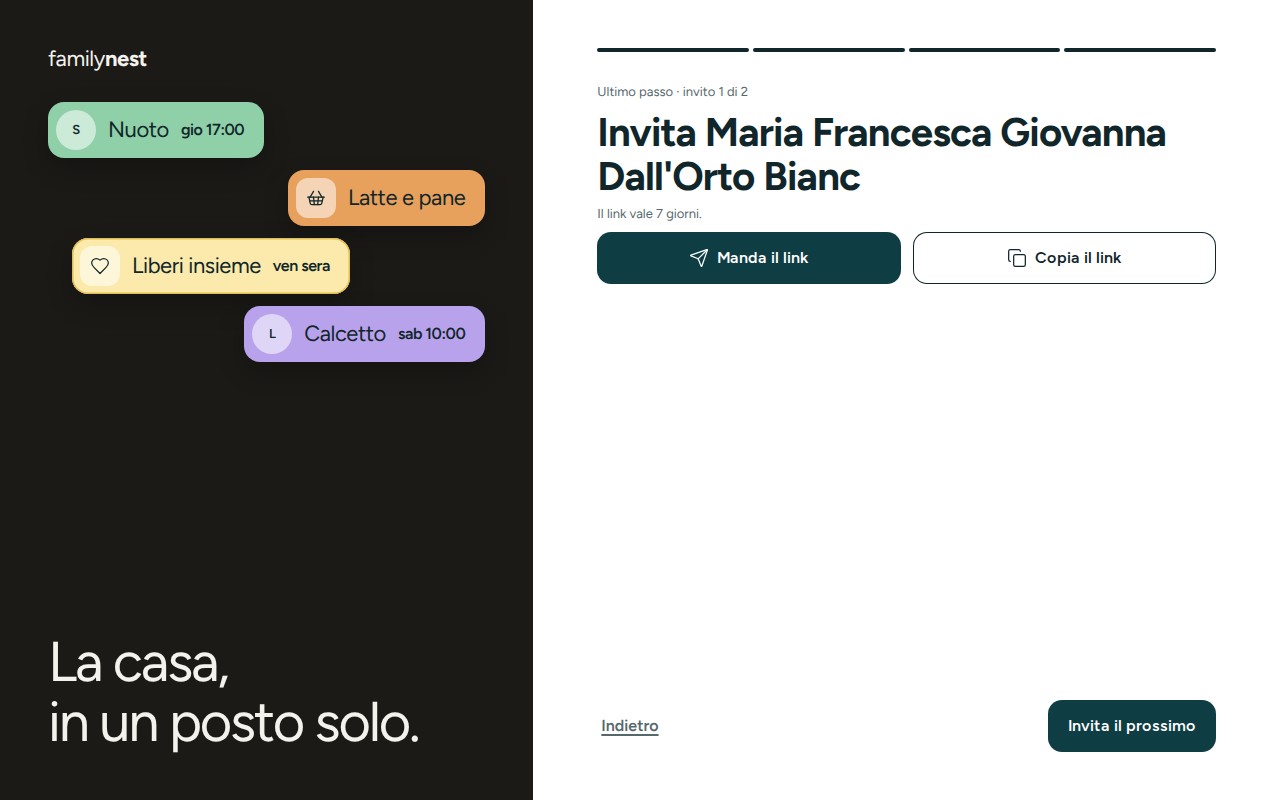 familynest
S Nuoto gio 17:00
Latte e pane
Liberi insieme ven sera
L Calcetto sab 10:00
La casa,
in un posto solo.
Ultimo passo · invito 1 di 2
Invita Maria Francesca Giovanna
Dall'Orto Bianc
Il link vale 7 giorni.
Manda il link
Copia il link
Indietro
Invita il prossimo